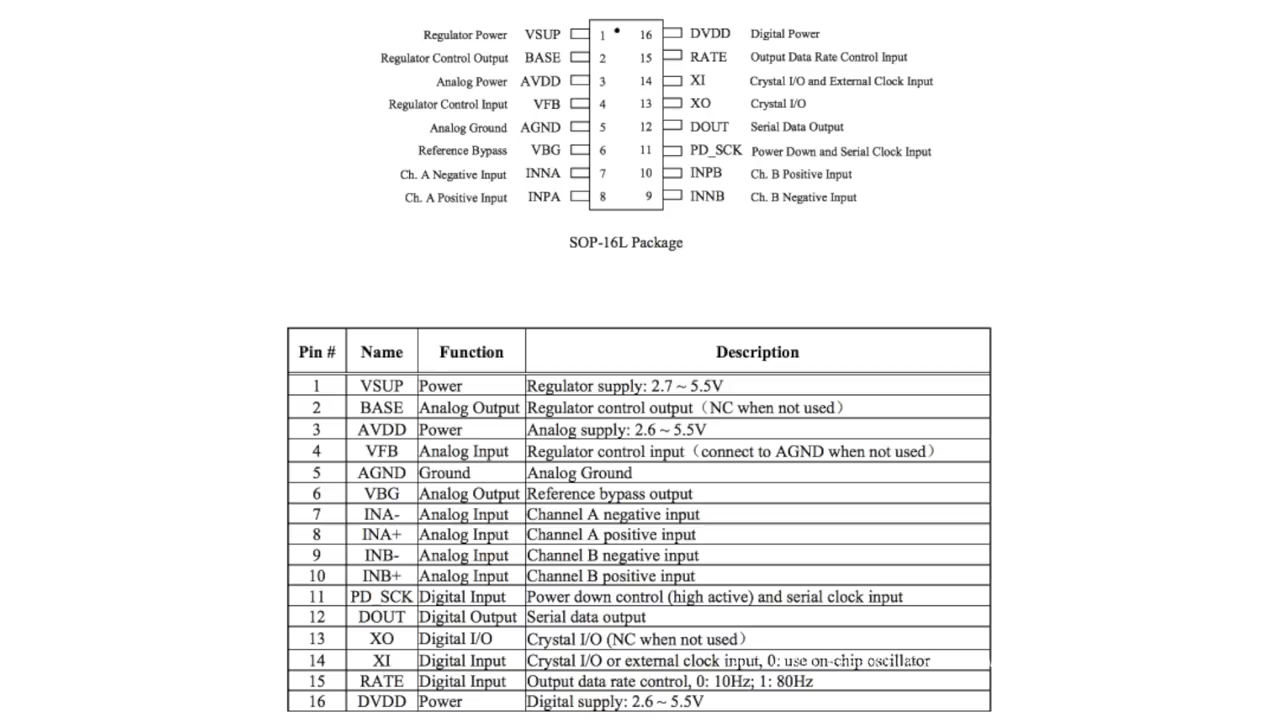 Regulator Power VSUP 1 16 DVDD Digital Power
Regulator Control Output BASE 2 15 RATE Output Data Rate Control Input
Analog Power AVDD 3 14 XI Crystal I/O and External Clock Input
Regulator Control Input VFB 4 13 XO Crystal I/O
Analog Ground AGND 5 12 DOUT Serial Data Output
Reference Bypass VBG 6 11 PD_SCK Power Down and Serial Clock Input
Ch. A Negative Input INNA 7 10 INPB Ch. B Positive Input
Ch. A Positive Input INPA 8 9 INNB Ch. B Negative Input
SOP-16L Package
Pin # Name Function Description
1 VSUP Power Regulator supply: 2.7 ~ 5.5V
2 BASE Analog Output Regulator control output（NC when not used）
3 AVDD Power Analog supply: 2.6 ~ 5.5V
4 VFB Analog Input Regulator control input（connect to AGND when not used）
5 AGND Ground Analog Ground
6 VBG Analog Output Reference bypass output
7 INA- Analog Input Channel A negative input
8 INA+ Analog Input Channel A positive input
9 INB- Analog Input Channel B negative input
10 INB+ Analog Input Channel B positive input
11 PD_SCK Digital Input Power down control (high active) and serial clock input
12 DOUT Digital Output Serial data output
13 XO Digital I/O Crystal I/O (NC when not used）
14 XI Digital Input Crystal I/O or external clock input, 0: use on-chip oscillator
15 RATE Digital Input Output data rate control, 0: 10Hz; 1: 80Hz
16 DVDD Power Digital supply: 2.6 ~ 5.5V